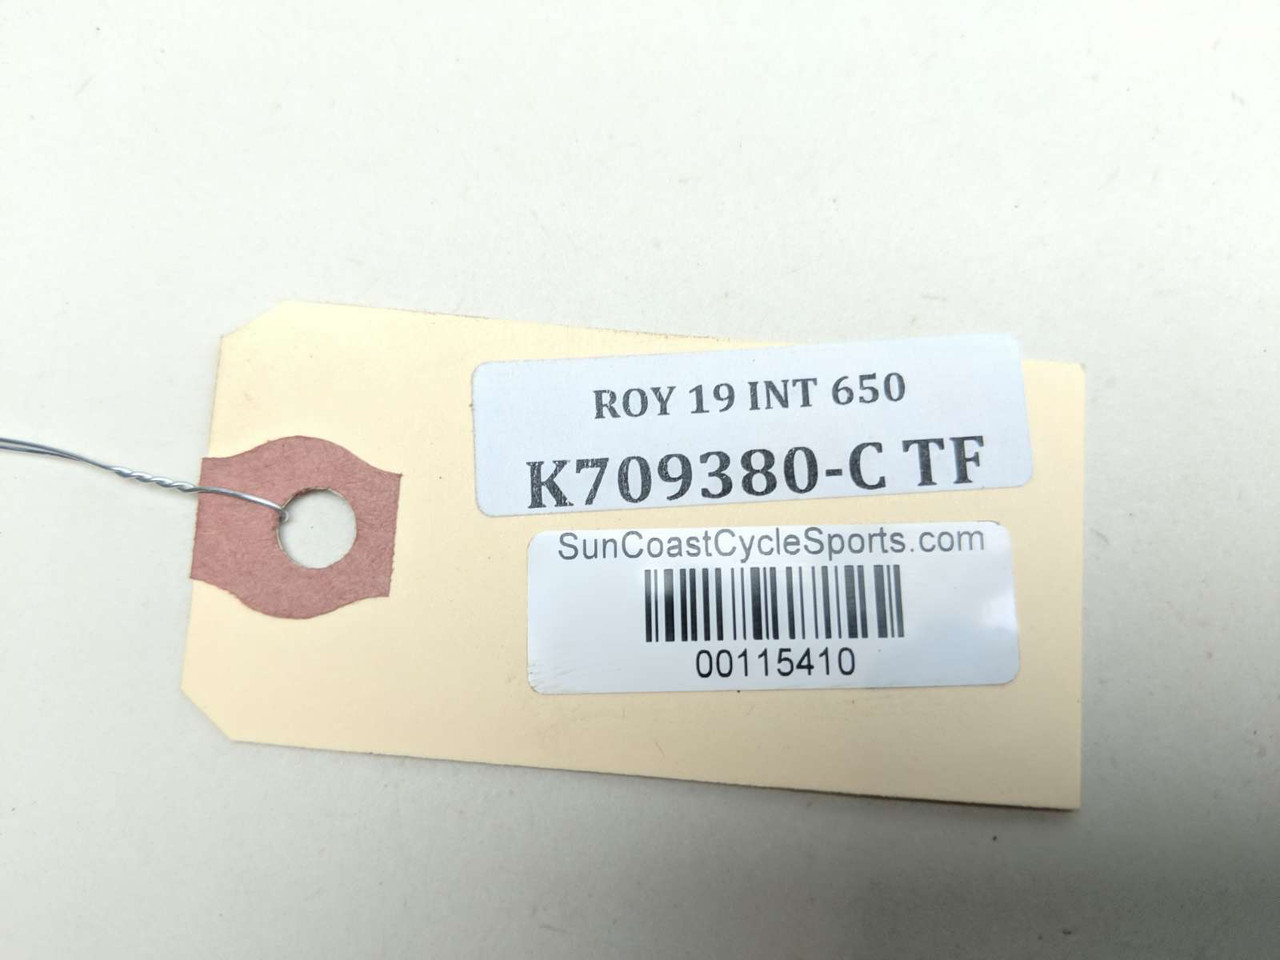 ROY 19 INT 650
K709380-C TF
SunCoastCycleSports.com
00115410